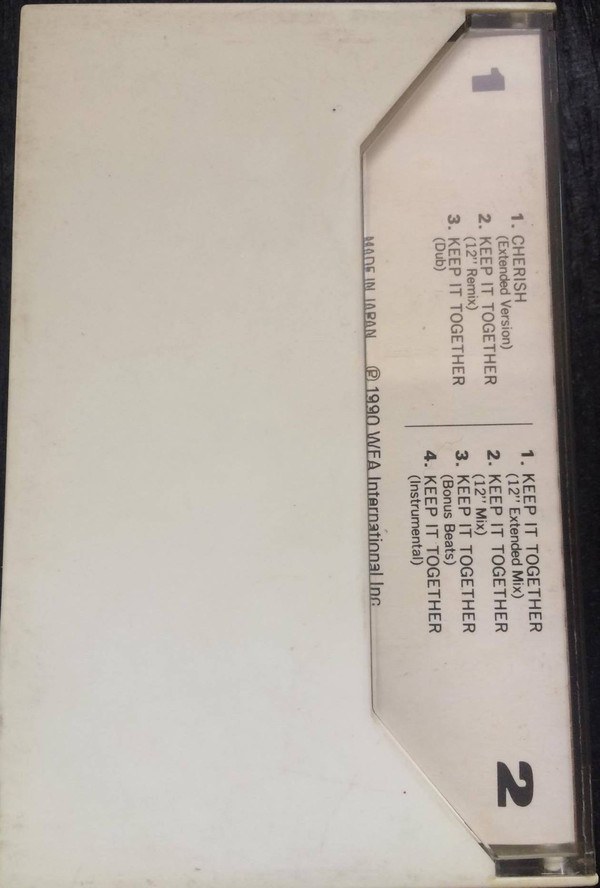 1
1. CHERISH
(Extended Version)
2. KEEP IT TOGETHER
(12" Remix)
3. KEEP IT TOGETHER
(Dub)
1. KEEP IT TOGETHER
(12" Extended Mix)
2. KEEP IT TOGETHER
(12" Mix)
3. KEEP IT TOGETHER
(Bonus Beats)
4. KEEP IT TOGETHER
(Instrumental)
2
MADE IN JAPAN ℗ 1990 WEA International Inc.